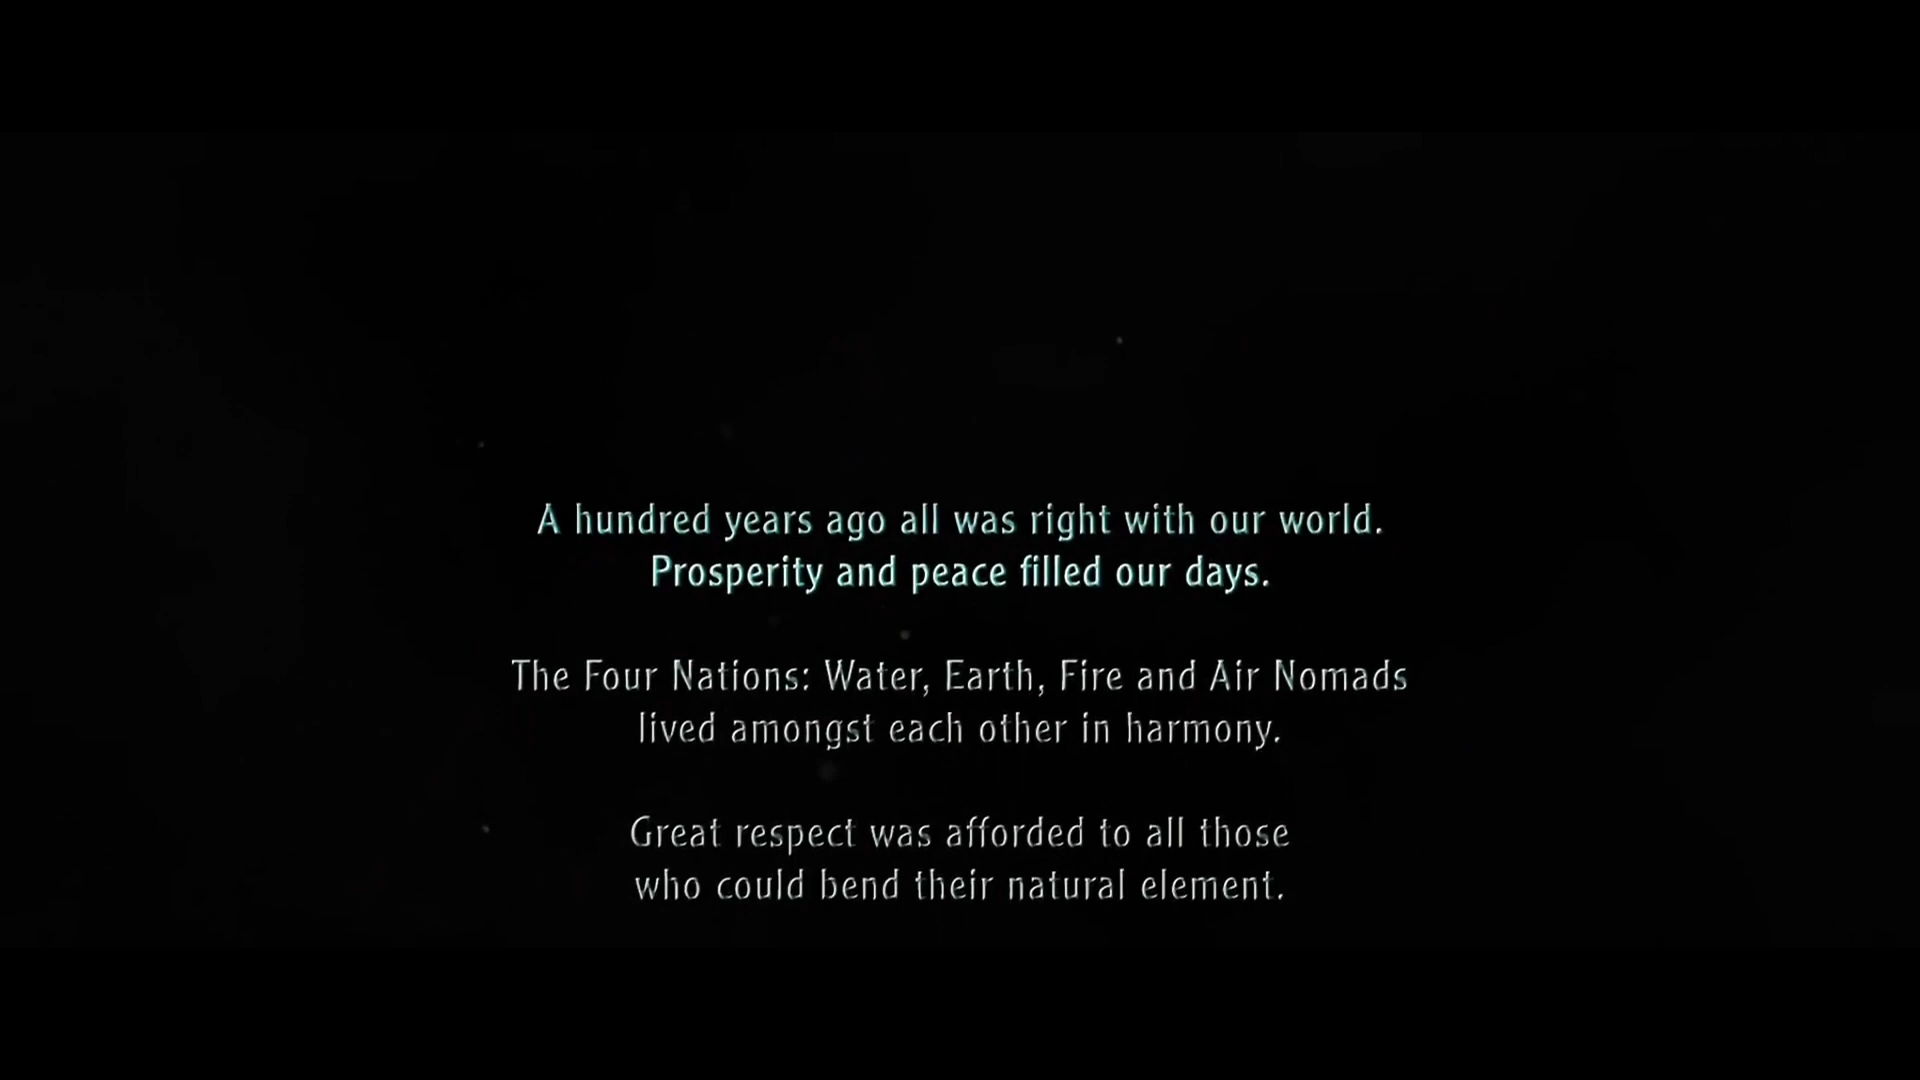 A hundred years ago all was right with our world.
Prosperity and peace filled our days.
The Four Nations: Water, Earth, Fire and Air Nomads
lived amongst each other in harmony.
Great respect was afforded to all those
who could bend their natural element.